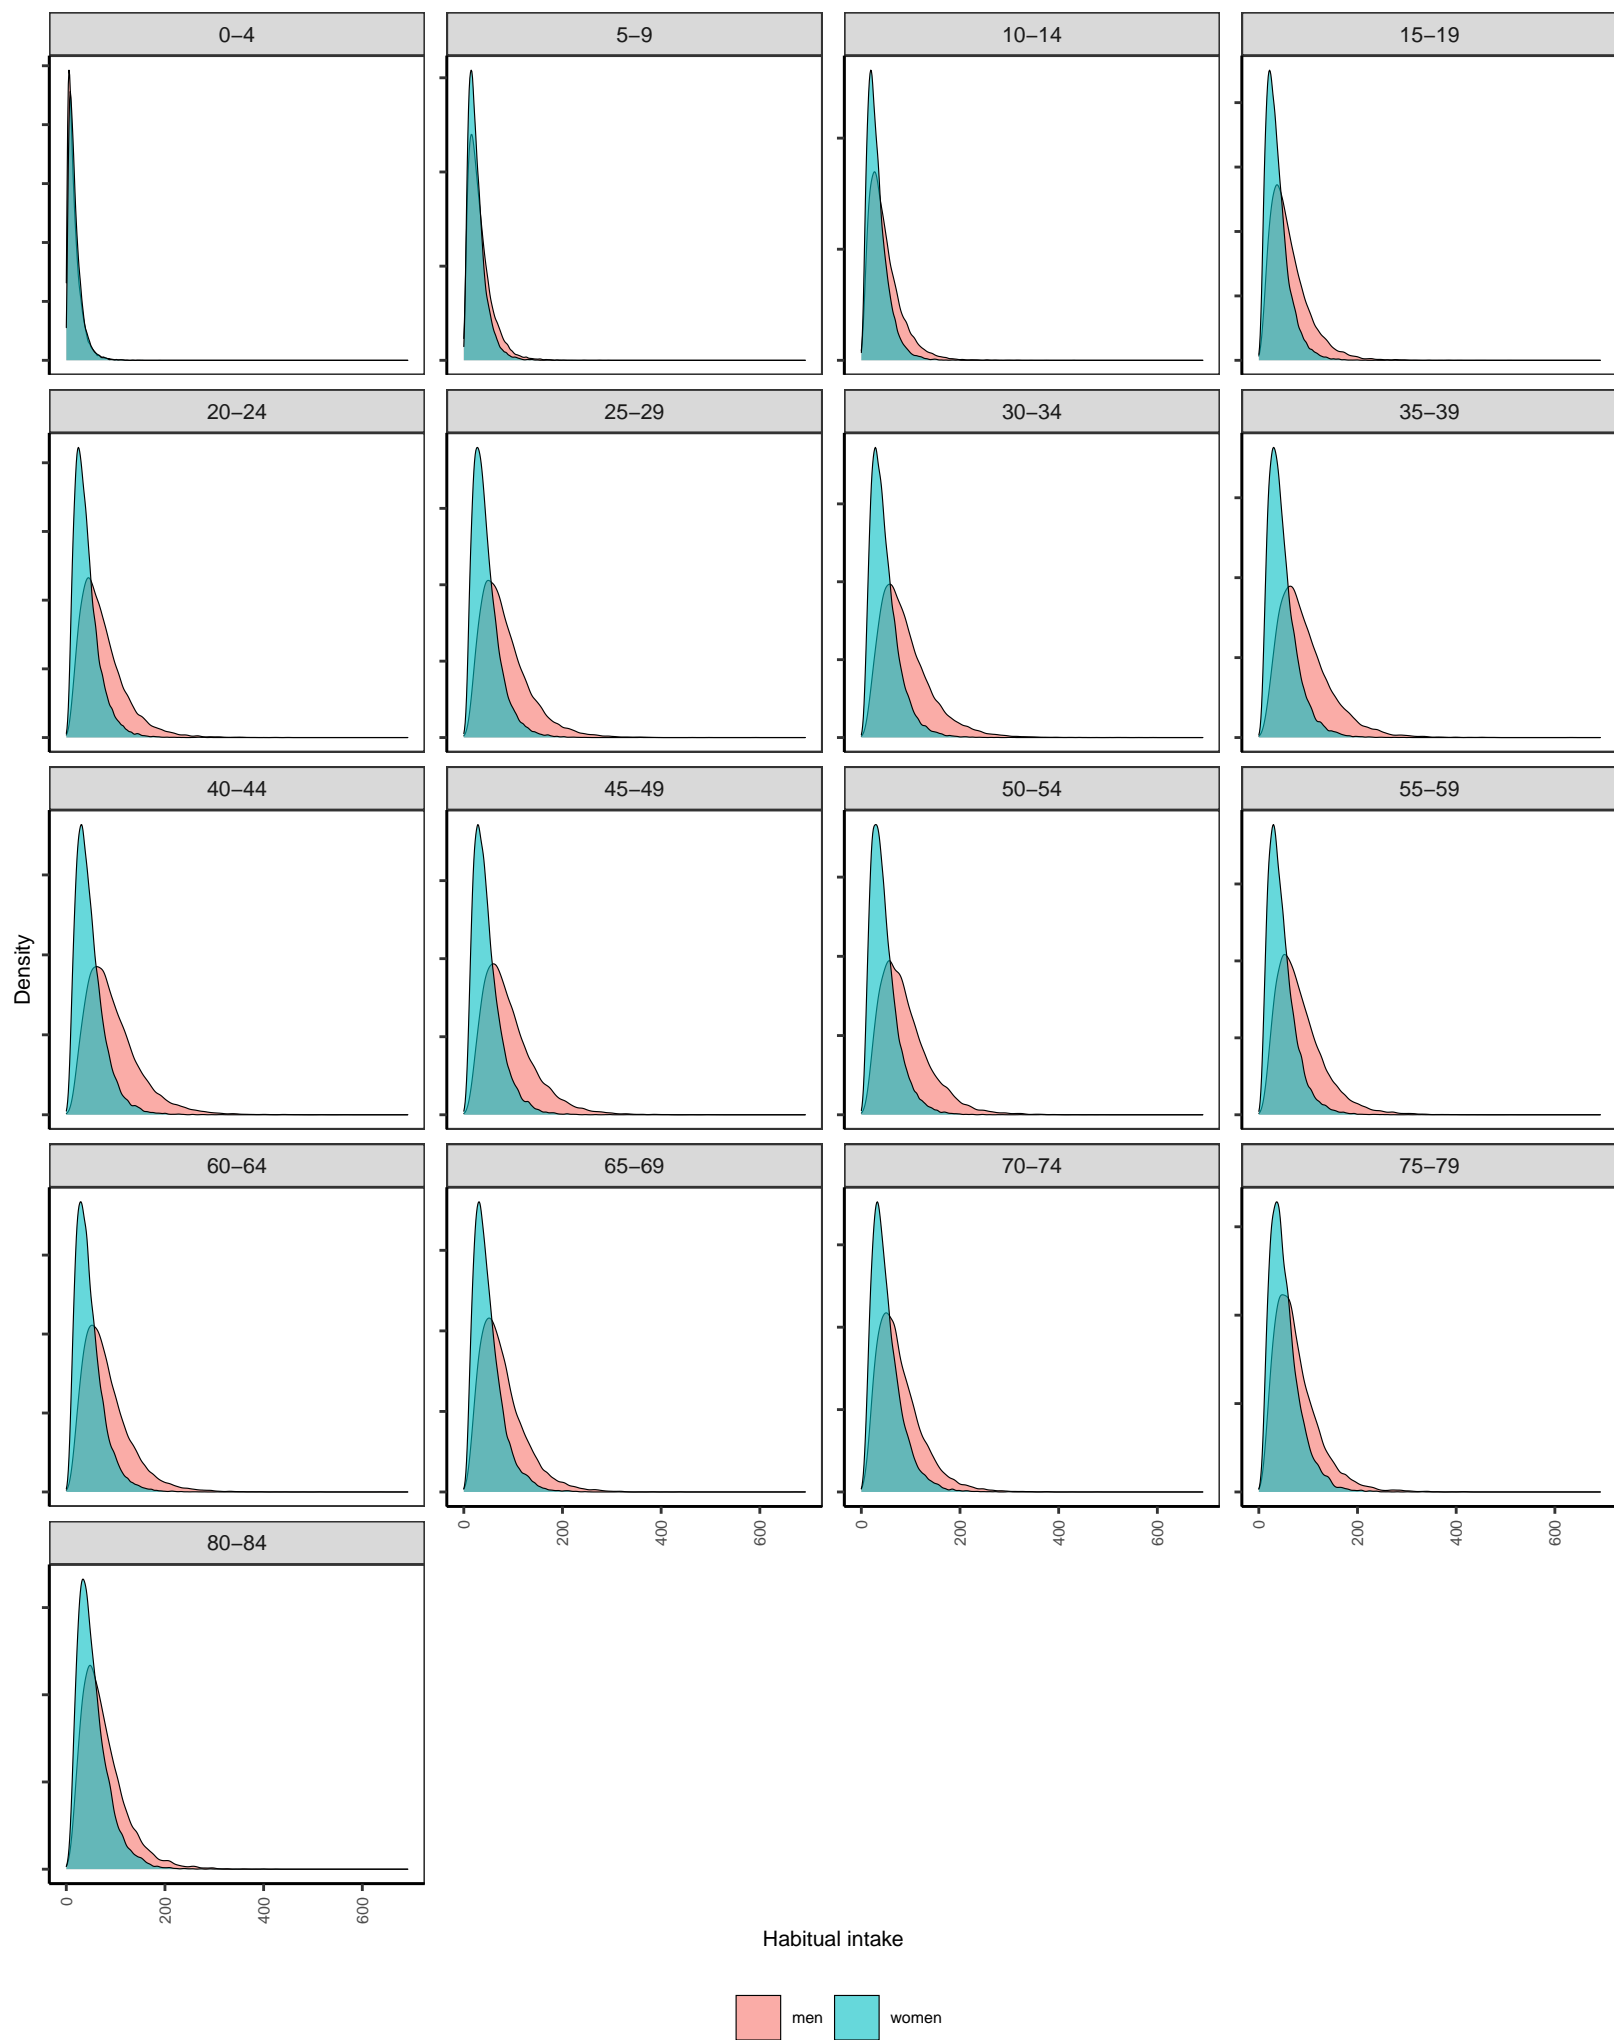 0–4 5–9 10–14 15–19
20–24 25–29 30–34 35–39
40–44 45–49 50–54 55–59
Density
60–64 65–69 70–74 75–79
0 200 400 600 0 200 400 600 0 200 400 600
80–84
0 200 400 600
Habitual intake
men women